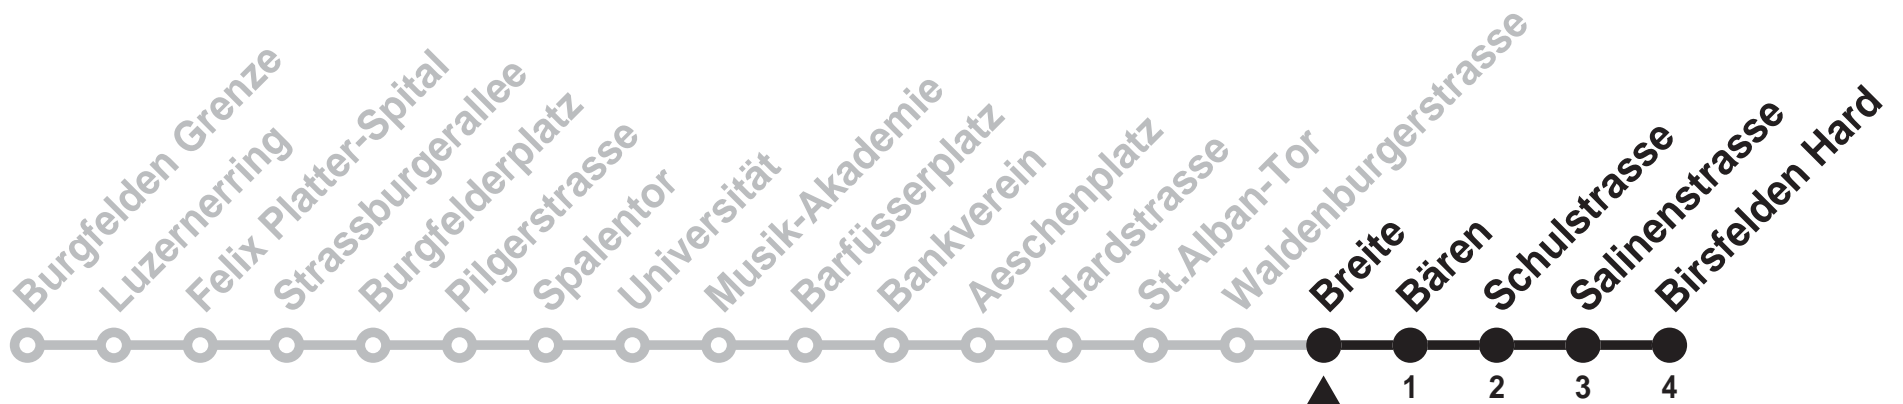 Burgfelden Grenze
Luzernerring
Felix Platter-Spital
Strassburgerallee
Burgfelderplatz
Pilgerstrasse
Spalentor
Universität
Musik-Akademie
Barfüsserplatz
Bankverein
Aeschenplatz
Hardstrasse
St.Alban-Tor
Waldenburgerstrasse
Breite
Bären
Schulstrasse
Salinenstrasse
Birsfelden Hard
1 2 3 4